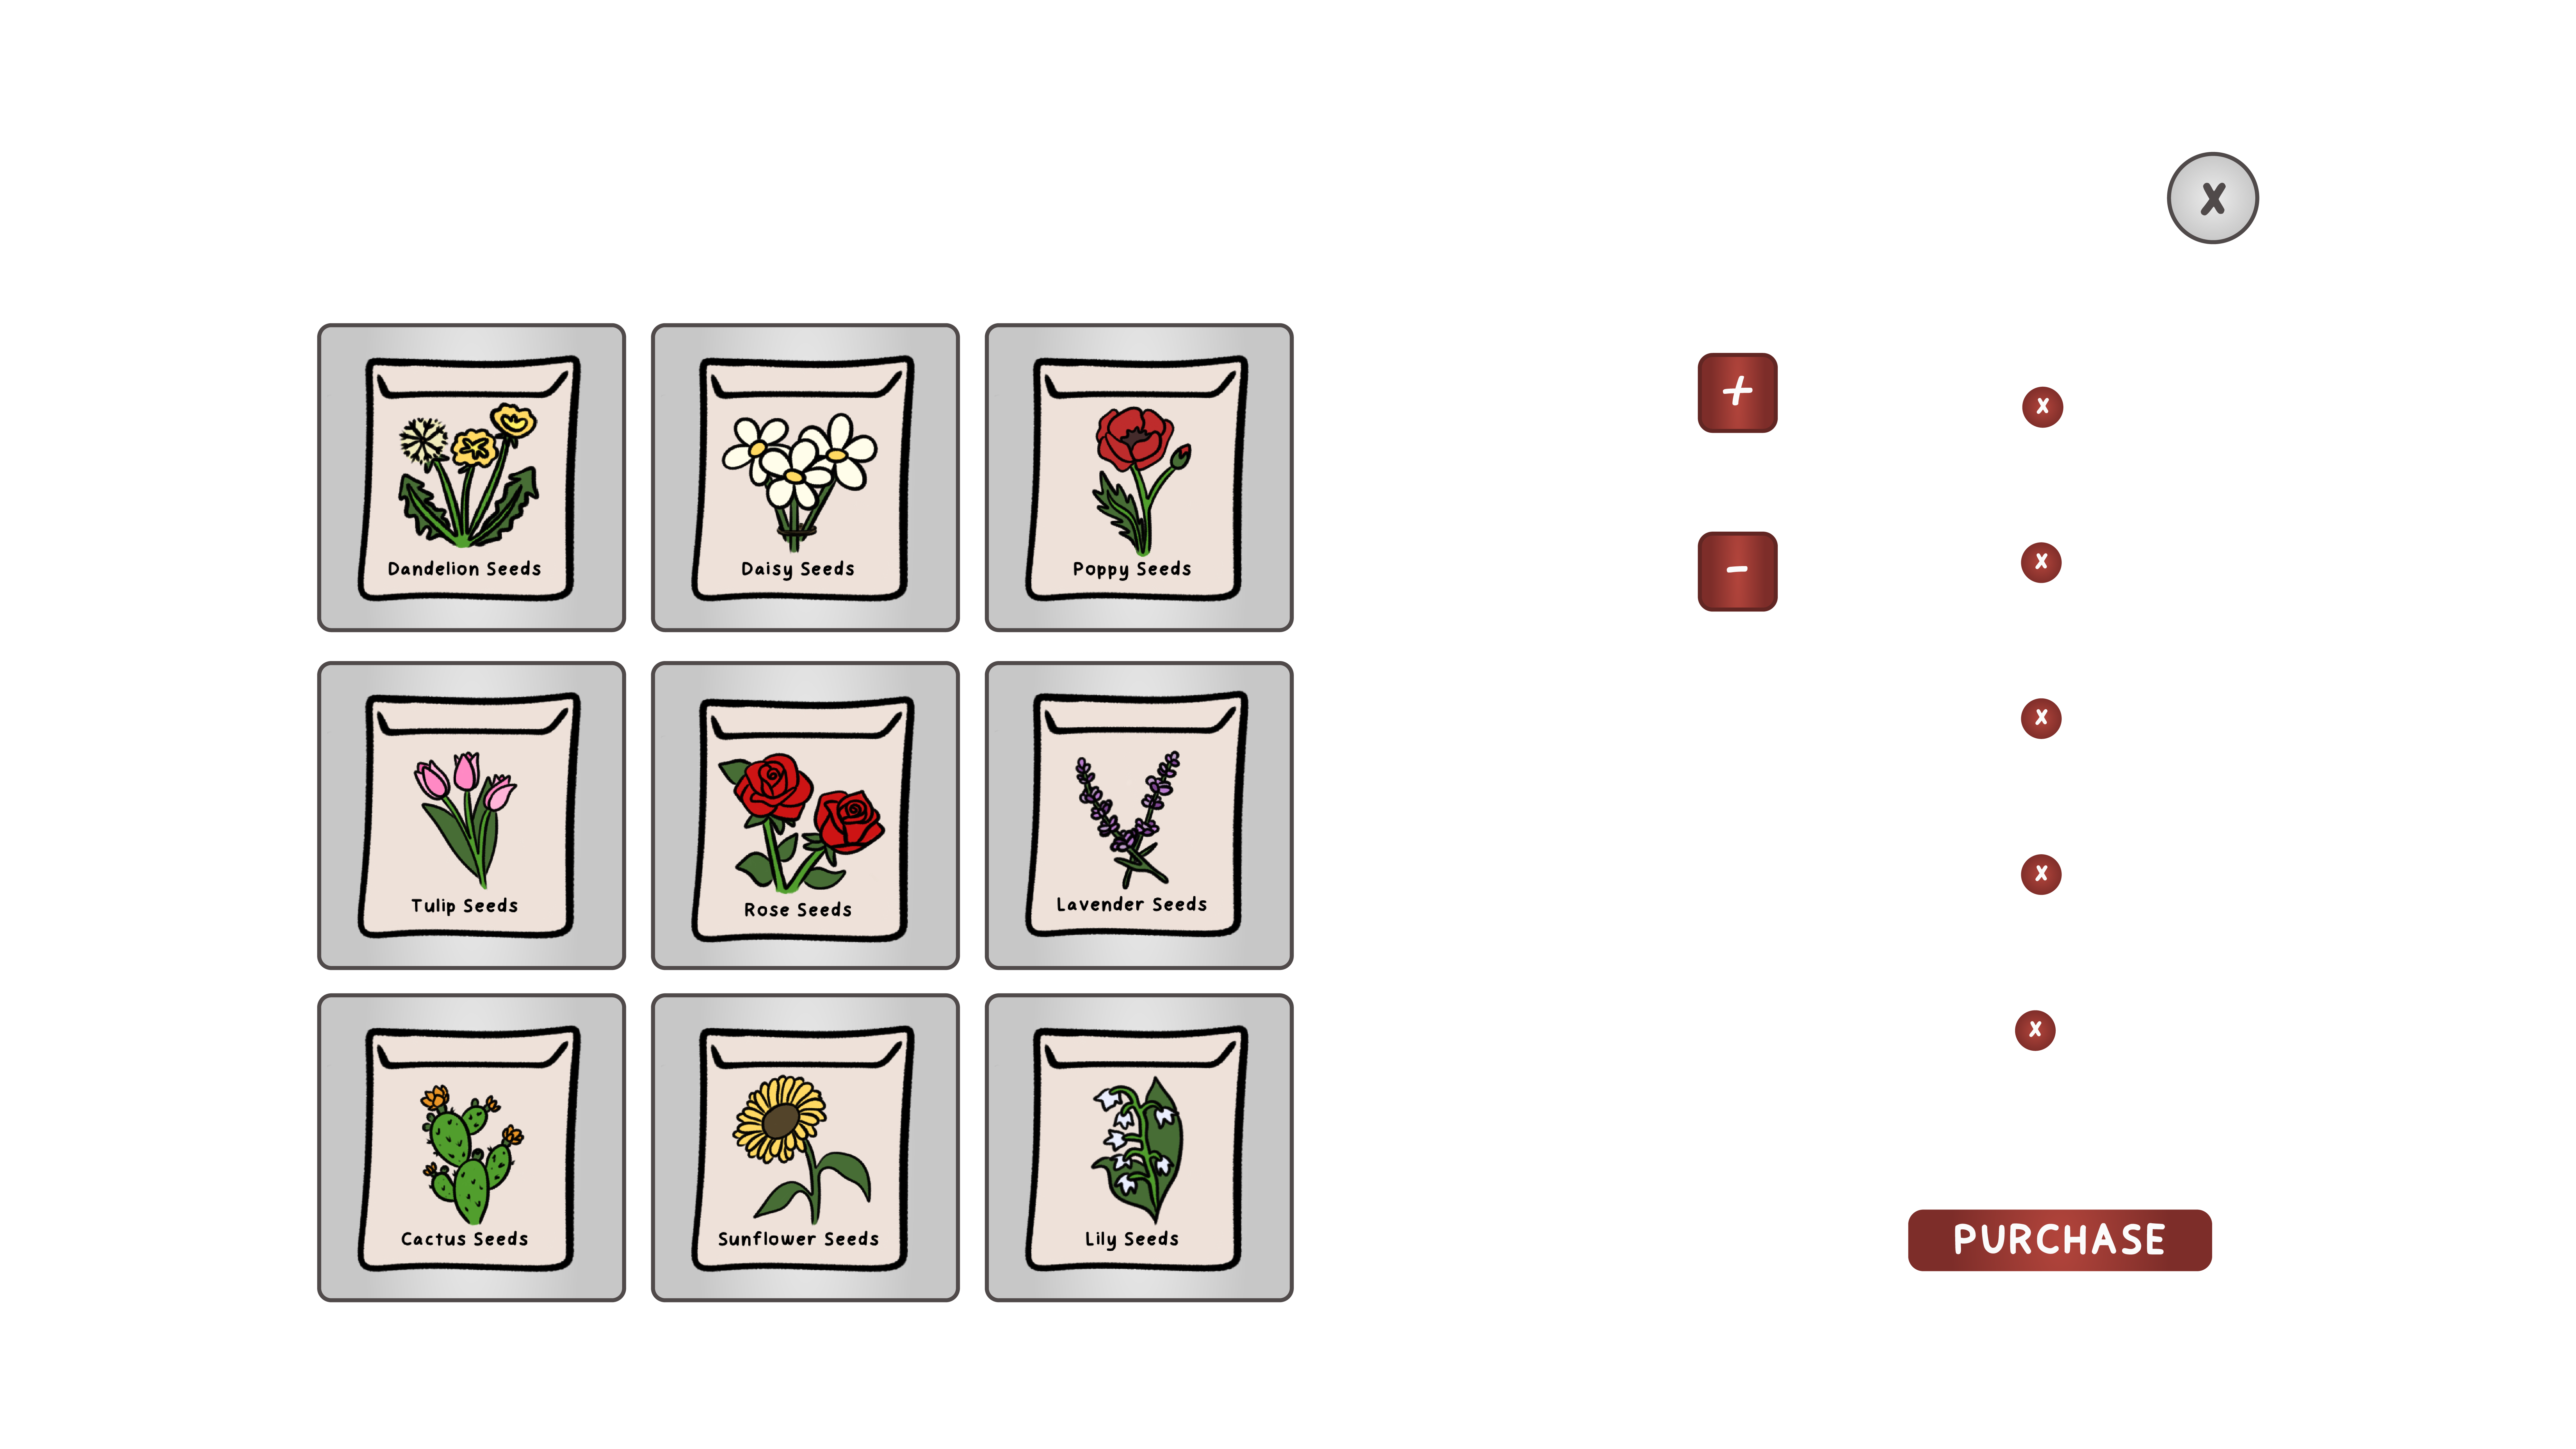 X
Dandelion Seeds
Daisy Seeds
Poppy Seeds
+
X
-
X
Tulip Seeds
Rose Seeds
Lavender Seeds
X
X
Cactus Seeds
Sunflower Seeds
Lily Seeds
X
PURCHASE